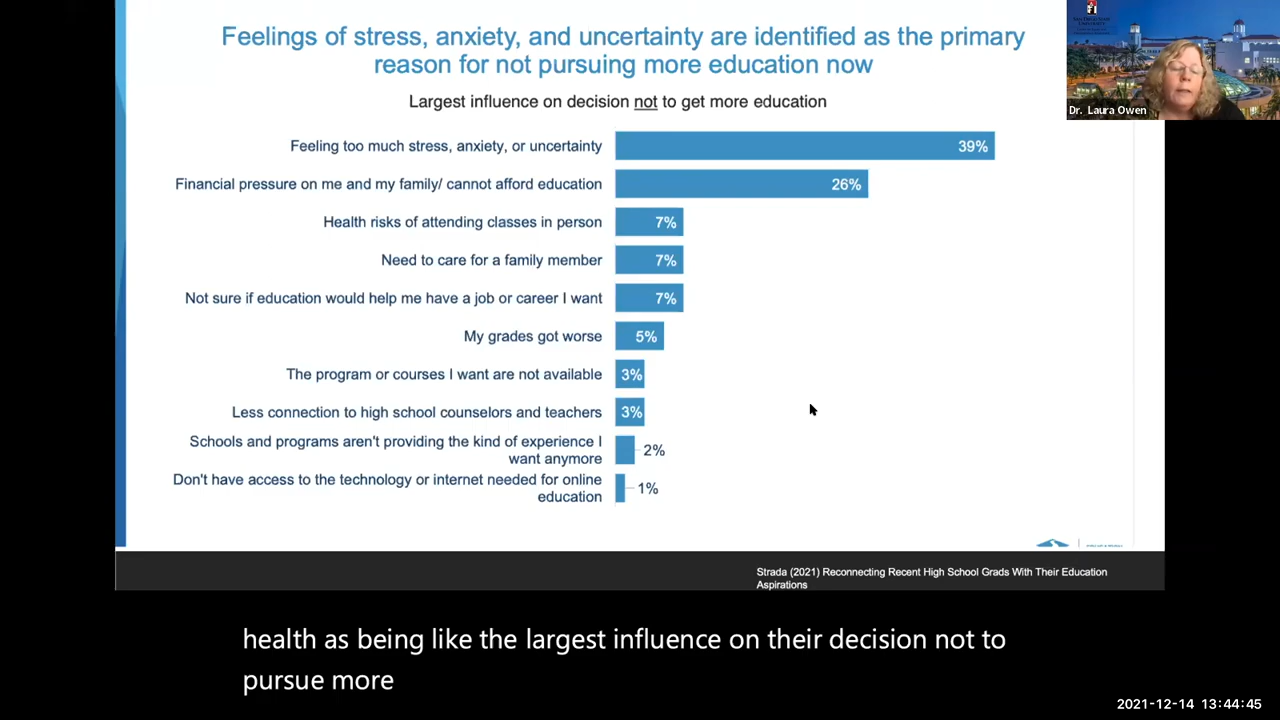 Feelings of stress, anxiety, and uncertainty are identified as the primary
reason for not pursuing more education now
Largest influence on decision not to get more education
Feeling too much stress, anxiety, or uncertainty
39%
Financial pressure on me and my family/ cannot afford education
26%
Health risks of attending classes in person
7%
Need to care for a family member
7%
Not sure if education would help me have a job or career I want
7%
My grades got worse
5%
The program or courses I want are not available
3%
Less connection to high school counselors and teachers
3%
Schools and programs aren't providing the kind of experience I
want anymore
2%
Don't have access to the technology or internet needed for online
education
1%
Strada (2021) Reconnecting Recent High School Grads With Their Education
Aspirations
Dr. Laura Owen
health as being like the largest influence on their decision not to
pursue more
2021-12-14 13:44:45